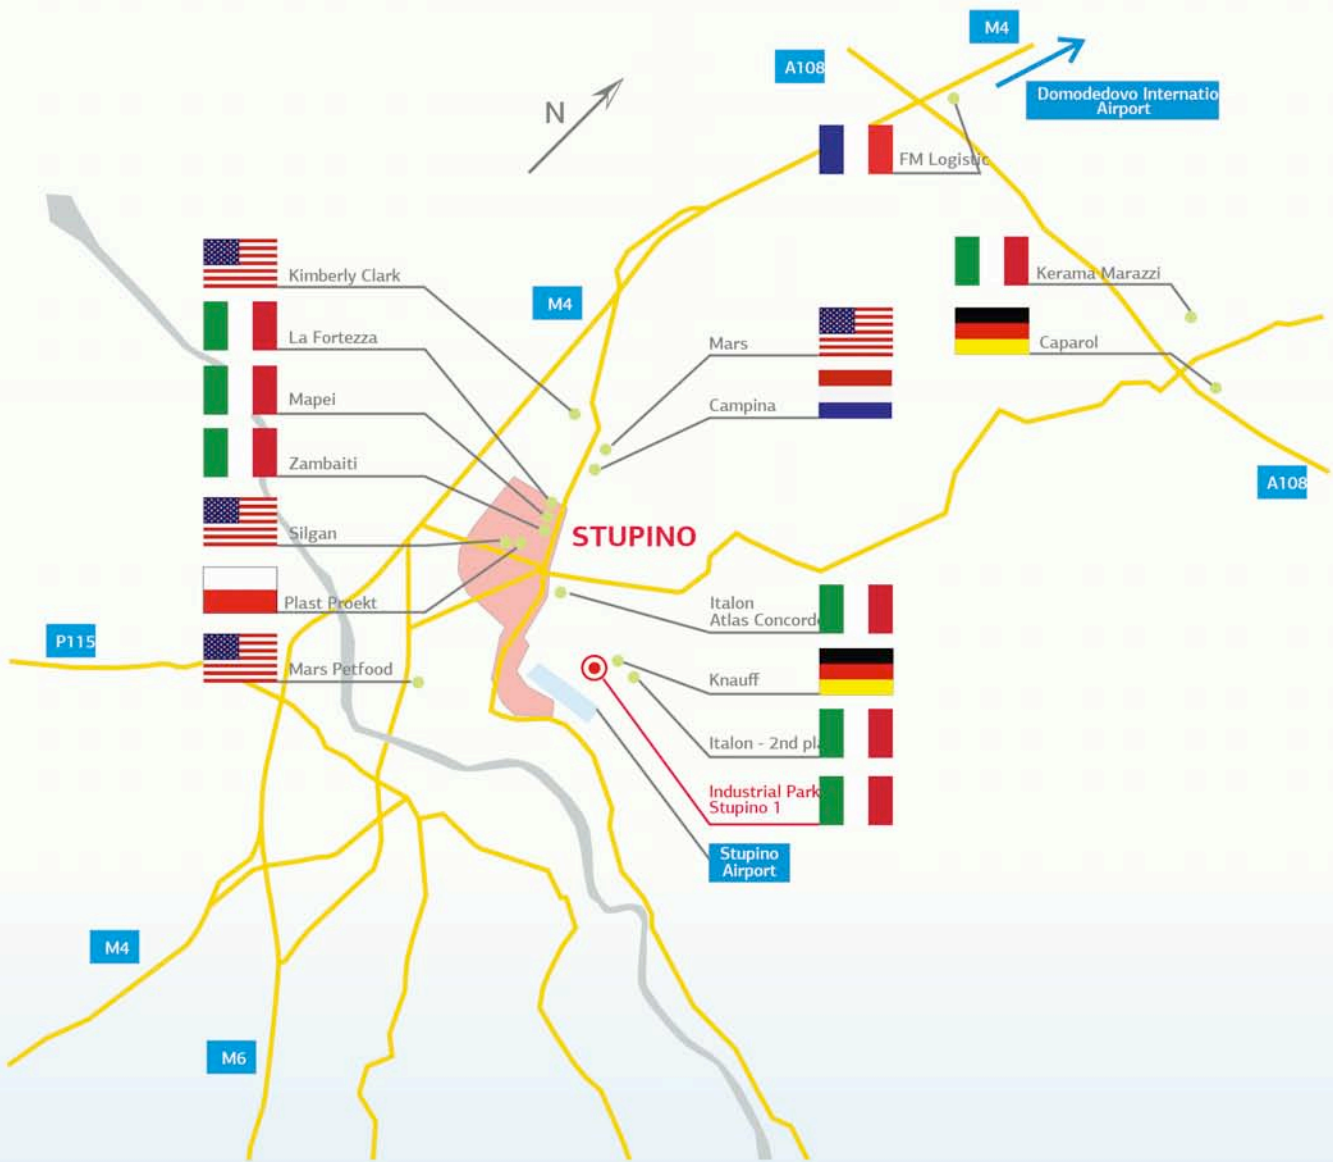 M4
A108
Domodedovo Internatio
Airport
N
FM Logistic
Kimberly Clark
Kerama Marazzi
M4
La Fortezza
Mars
Caparol
Mapei
Campina
Zambaiti
A108
Silgan
STUPINO
Plast Proekt
Italon
Atlas Concorde
P115
Mars Petfood
Knauff
Italon - 2nd pla
Industrial Park
Stupino 1
Stupino
Airport
M4
M6